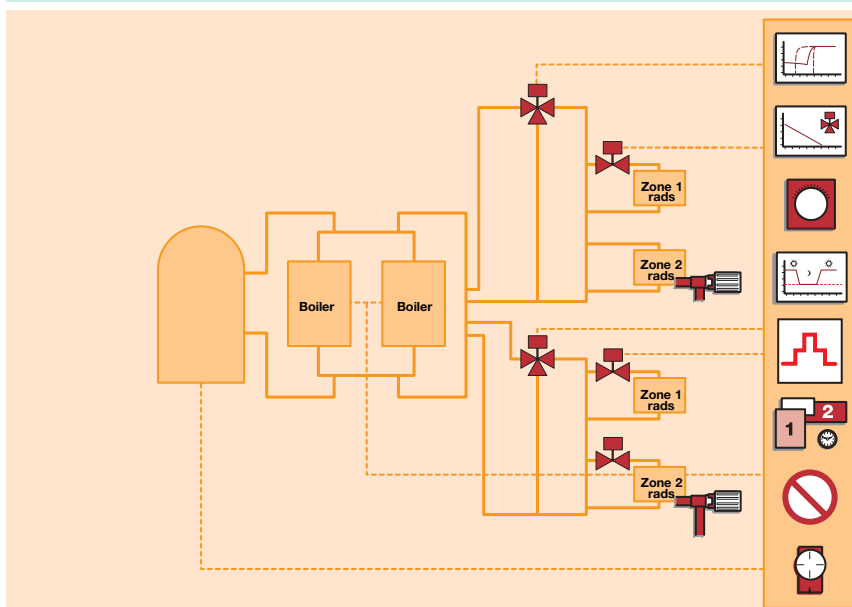 Zone 1
rads
Zone 2
rads
Boiler
Boiler
Zone 1
rads
2
1
Zone 2
rads